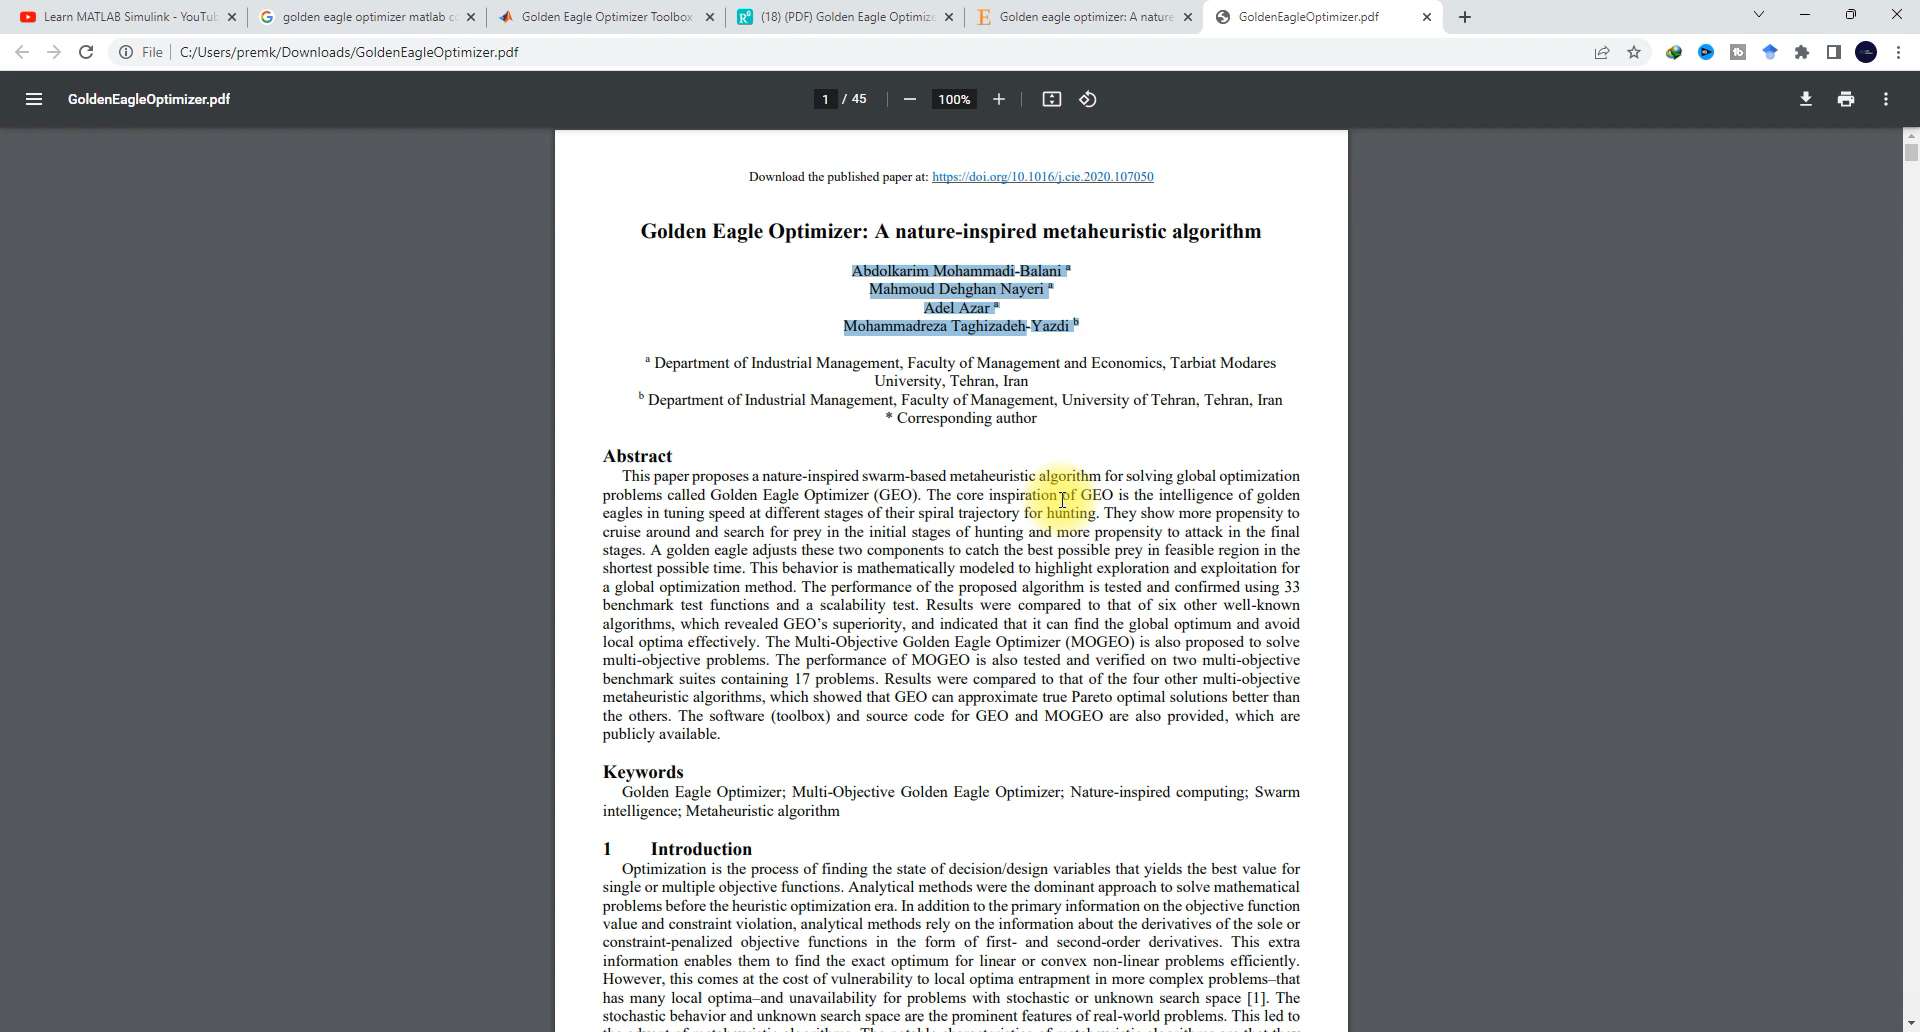 Learn MATLAB Simulink - YouTub
golden eagle optimizer matlab c
Golden Eagle Optimizer Toolbox
(18) (PDF) Golden Eagle Optimize
Golden eagle optimizer: A nature
GoldenEagleOptimizer.pdf
File
C:/Users/premk/Downloads/GoldenEagleOptimizer.pdf
GoldenEagleOptimizer.pdf
1 / 45
100%
Download the published paper at: https://doi.org/10.1016/j.cie.2020.107050
Golden Eagle Optimizer: A nature-inspired metaheuristic algorithm
Abdolkarim Mohammadi-Balani a
Mahmoud Dehghan Nayeri a
Adel Azar a
Mohammadreza Taghizadeh-Yazdi b
a Department of Industrial Management, Faculty of Management and Economics, Tarbiat Modares
University, Tehran, Iran
b Department of Industrial Management, Faculty of Management, University of Tehran, Tehran, Iran
* Corresponding author
Abstract
This paper proposes a nature-inspired swarm-based metaheuristic algorithm for solving global optimization
problems called Golden Eagle Optimizer (GEO). The core inspiration of GEO is the intelligence of golden
eagles in tuning speed at different stages of their spiral trajectory for hunting. They show more propensity to
cruise around and search for prey in the initial stages of hunting and more propensity to attack in the final
stages. A golden eagle adjusts these two components to catch the best possible prey in feasible region in the
shortest possible time. This behavior is mathematically modeled to highlight exploration and exploitation for
a global optimization method. The performance of the proposed algorithm is tested and confirmed using 33
benchmark test functions and a scalability test. Results were compared to that of six other well-known
algorithms, which revealed GEO's superiority, and indicated that it can find the global optimum and avoid
local optima effectively. The Multi-Objective Golden Eagle Optimizer (MOGEO) is also proposed to solve
multi-objective problems. The performance of MOGEO is also tested and verified on two multi-objective
benchmark suites containing 17 problems. Results were compared to that of the four other multi-objective
metaheuristic algorithms, which showed that GEO can approximate true Pareto optimal solutions better than
the others. The software (toolbox) and source code for GEO and MOGEO are also provided, which are
publicly available.
Keywords
Golden Eagle Optimizer; Multi-Objective Golden Eagle Optimizer; Nature-inspired computing; Swarm
intelligence; Metaheuristic algorithm
1 Introduction
Optimization is the process of finding the state of decision/design variables that yields the best value for
single or multiple objective functions. Analytical methods were the dominant approach to solve mathematical
problems before the heuristic optimization era. In addition to the primary information on the objective function
value and constraint violation, analytical methods rely on the information about the derivatives of the sole or
constraint-penalized objective functions in the form of first- and second-order derivatives. This extra
information enables them to find the exact optimum for linear or convex non-linear problems efficiently.
However, this comes at the cost of vulnerability to local optima entrapment in more complex problems–that
has many local optima–and unavailability for problems with stochastic or unknown search space [1]. The
stochastic behavior and unknown search space are the prominent features of real-world problems. This led to